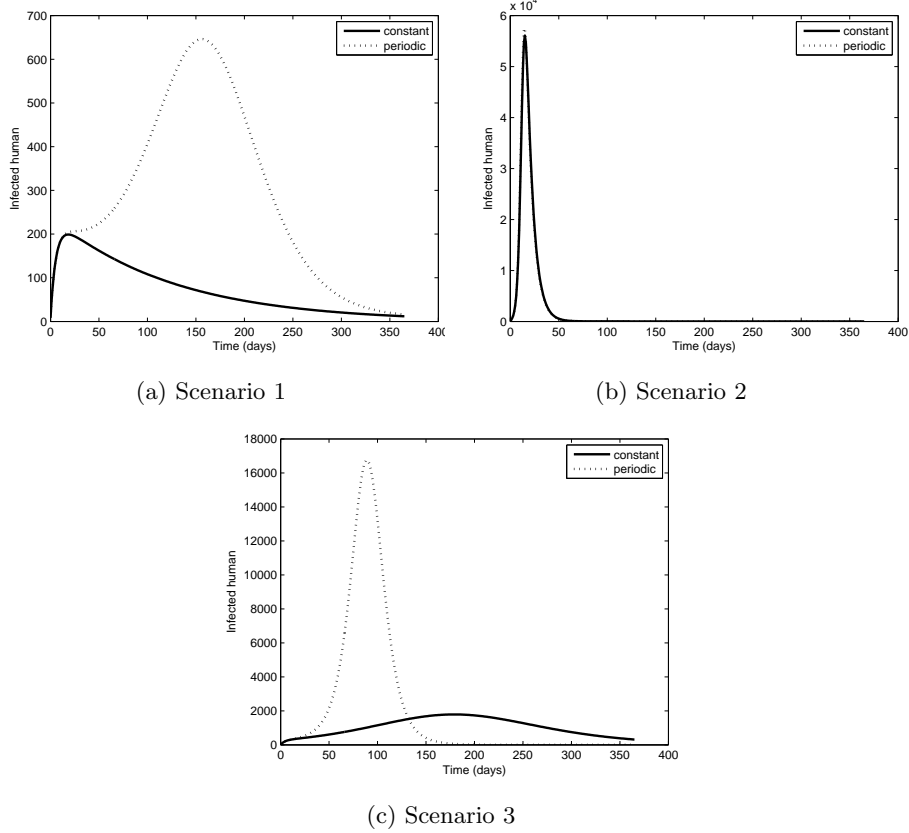 700
600
500
400
300
200
100
0
Infected human
0 50 100 150 200 250 300 350 400
Time (days)
constant
periodic
(a) Scenario 1
x 10^4
6
5
4
3
2
1
0
Infected human
0 50 100 150 200 250 300 350 400
Time (days)
constant
periodic
(b) Scenario 2
18000
16000
14000
12000
10000
8000
6000
4000
2000
0
Infected human
0 50 100 150 200 250 300 350 400
Time (days)
constant
periodic
(c) Scenario 3